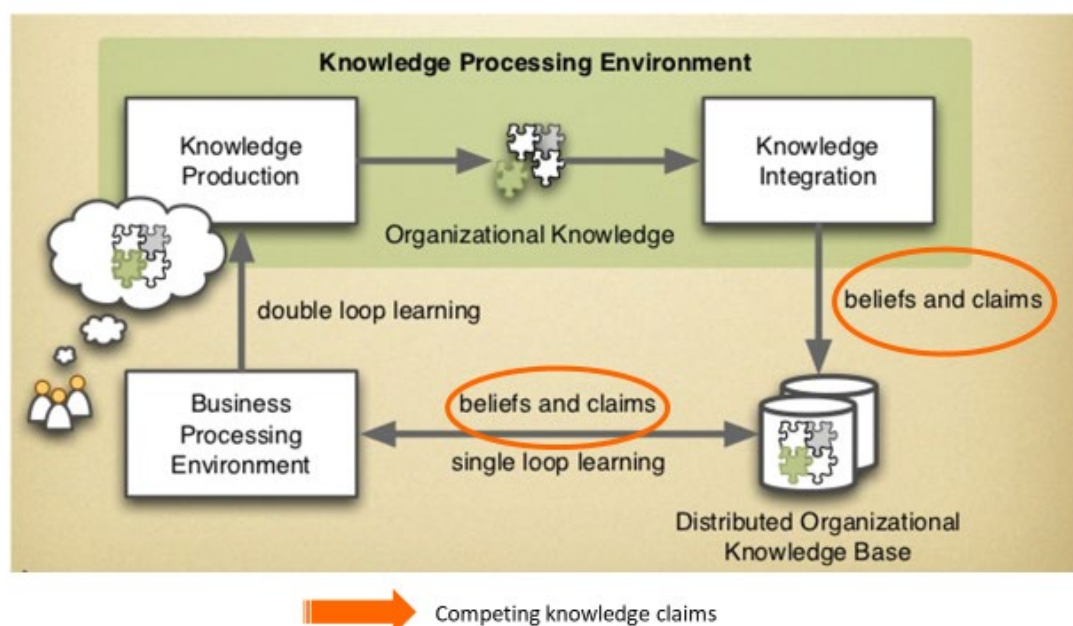 Knowledge Processing Environment
Knowledge
Production
Knowledge
Integration
Organizational Knowledge
double loop learning
beliefs and claims
Business
Processing
Environment
beliefs and claims
single loop learning
Distributed Organizational
Knowledge Base
Competing knowledge claims